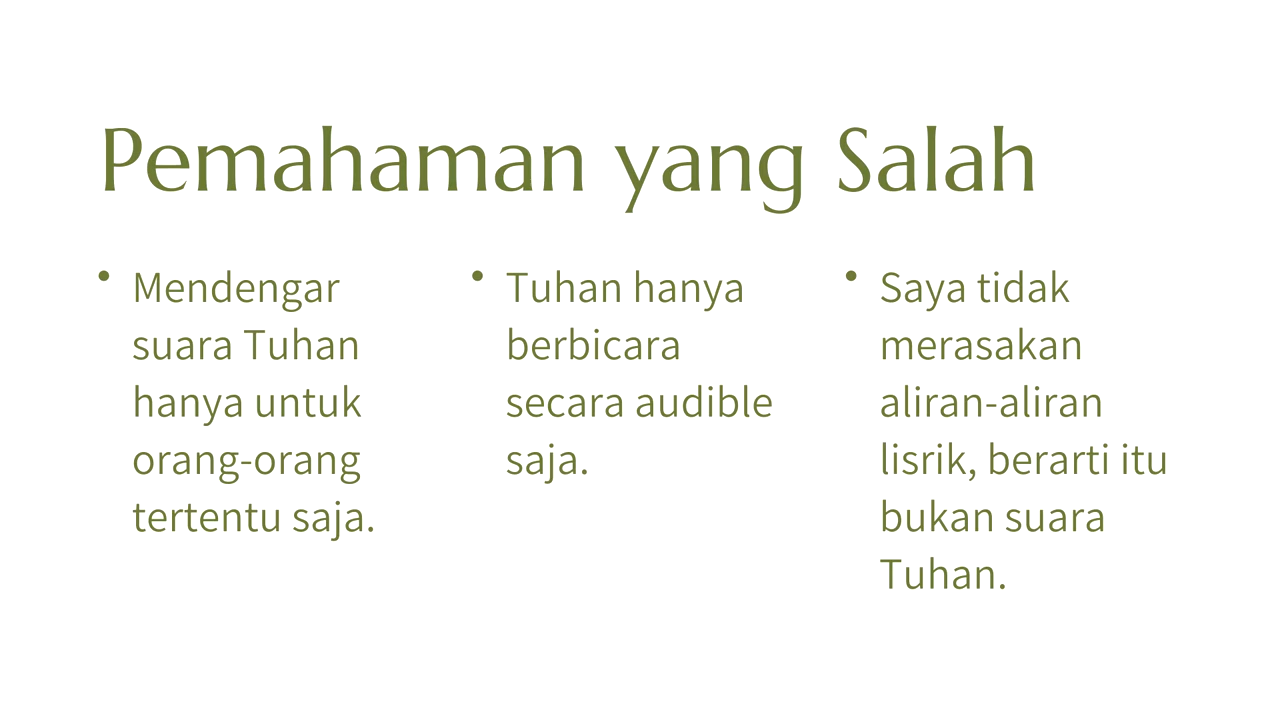 Pemahaman yang Salah
• Mendengar
suara Tuhan
hanya untuk
orang-orang
tertentu saja.
• Tuhan hanya
berbicara
secara audible
saja.
• Saya tidak
merasakan
aliran-aliran
lisrik, berarti itu
bukan suara
Tuhan.